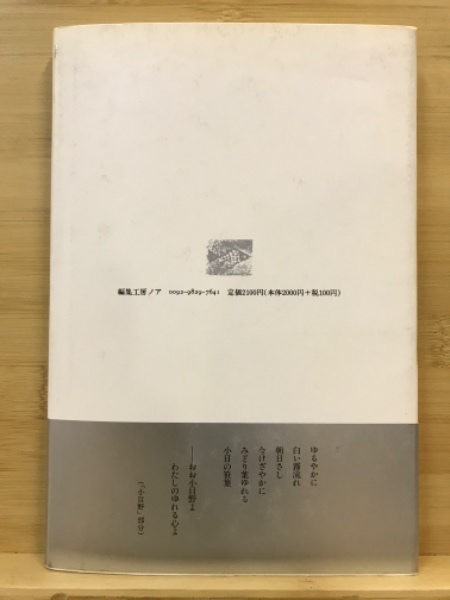 編集工房ノア 0092-9829-7641 定価2100円(本体2000円+税100円)
ゆるやかに
白い霧流れ
朝日さし
今けざやかに
みどり葉ゆれる
小日の笹葉
――おお小日野よ
わたしのゆれる心よ
(「小日野」部分)